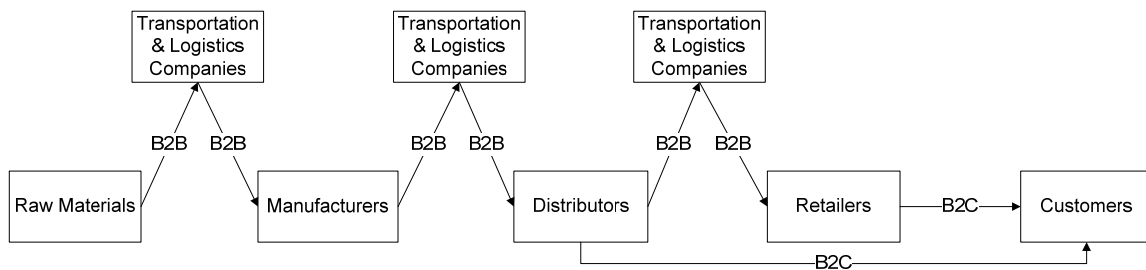 Transportation
& Logistics
Companies
Transportation
& Logistics
Companies
Transportation
& Logistics
Companies
B2B
B2B
B2B
B2B
B2B
B2B
Raw Materials
Manufacturers
Distributors
Retailers
B2C
Customers
B2C